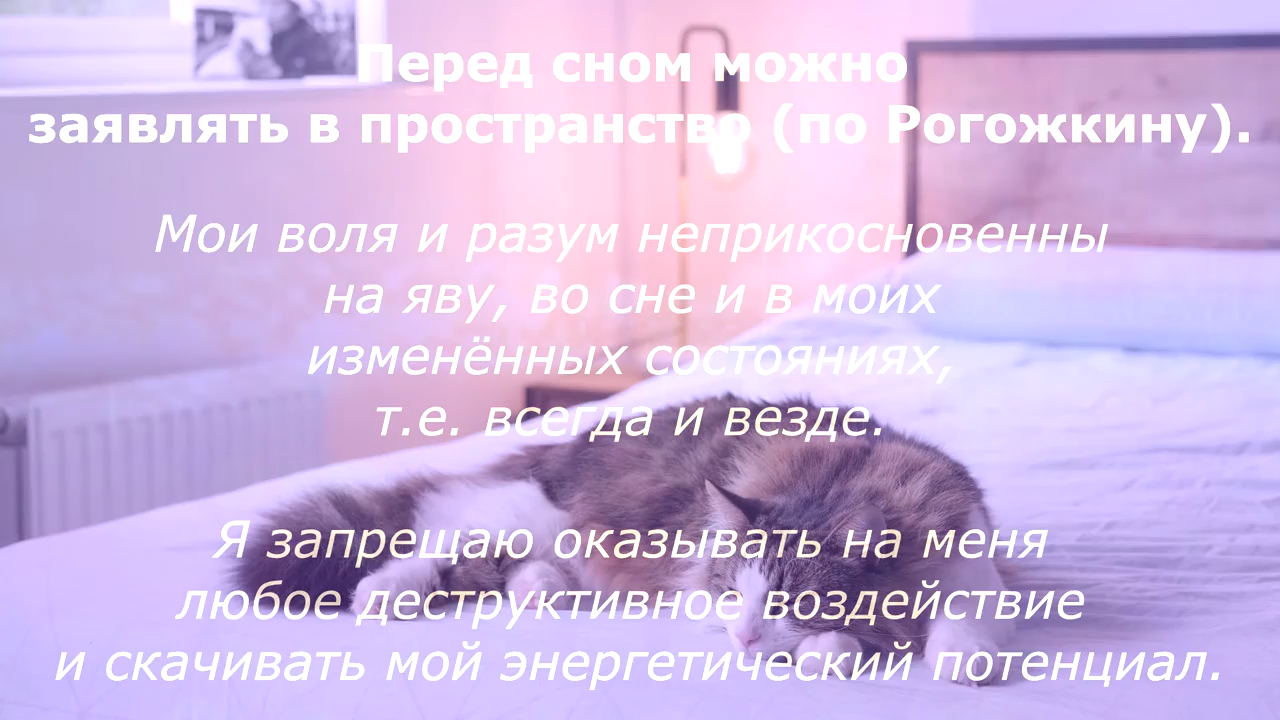 Перед сном можно
заявлять в пространство (по Рогожкину).
Мои воля и разум неприкосновенны
на яву, во сне и в моих
изменённых состояниях,
т.е. всегда и везде.
Я запрещаю оказывать на меня
любое деструктивное воздействие
и скачивать мой энергетический потенциал.